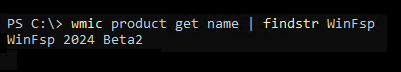 PS C:\> wmic product get name | findstr WinFsp
WinFsp 2024 Beta2